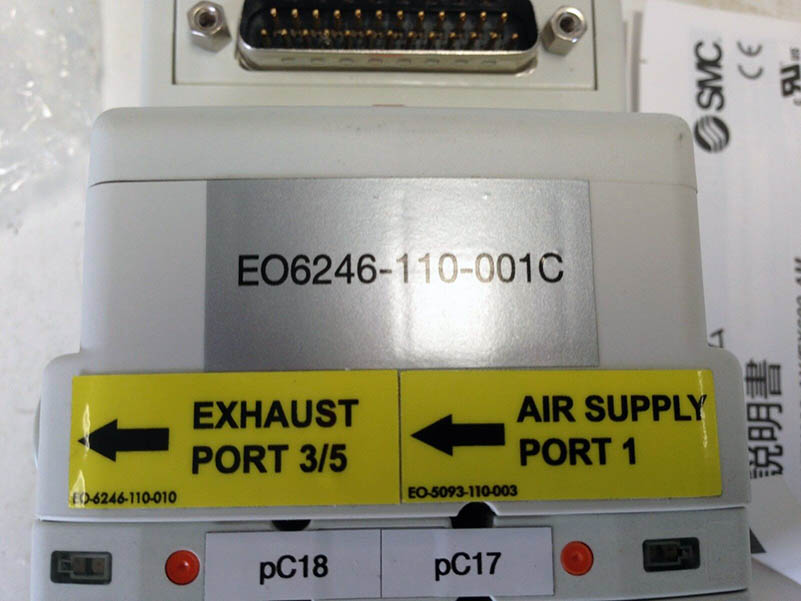 SMC
CE
EO6246-110-001C
EXHAUST
PORT 3/5
EO-6246-110-010
AIR SUPPLY
PORT 1
EO-5093-110-003
説明書
pC18
pC17